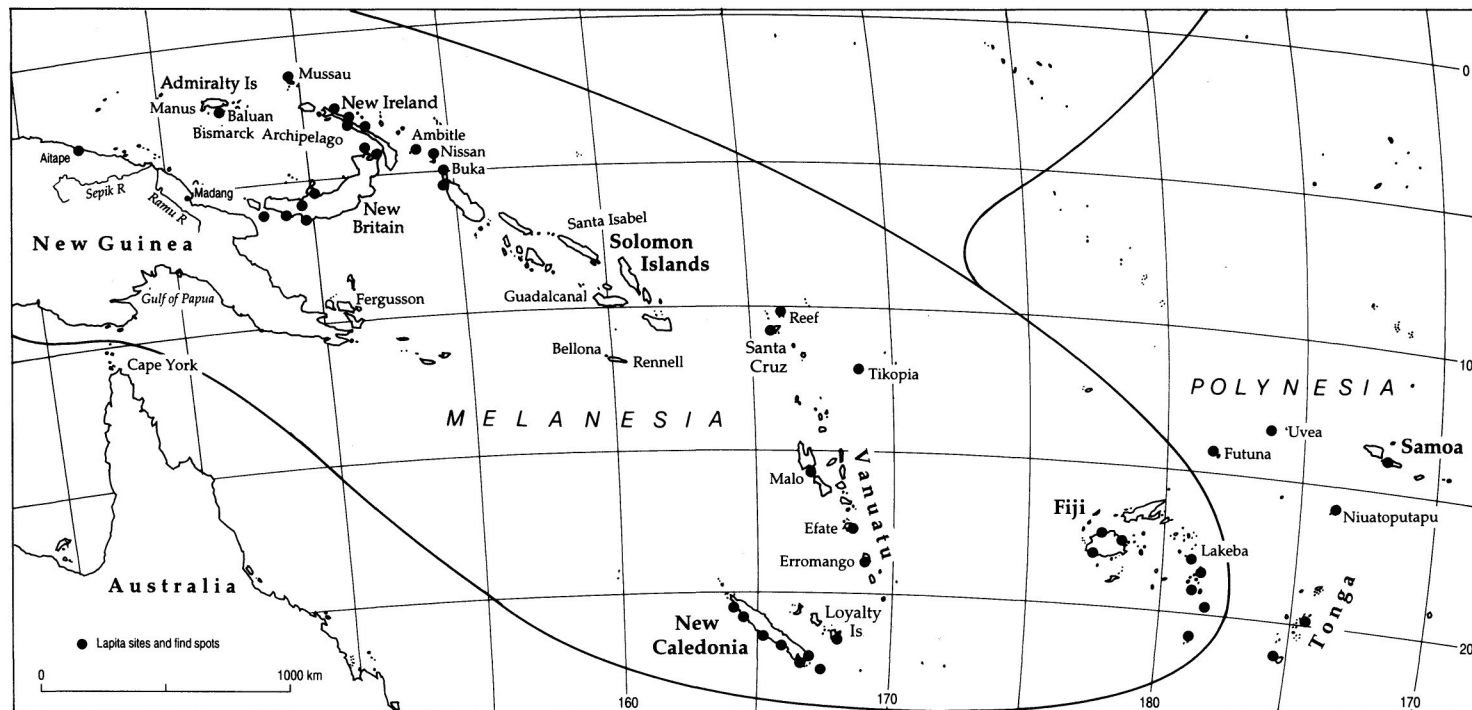 Mussau
0
Admiralty Is
Manus
New Ireland
Baluan
Bismarck Archipelago
Ambitle
Nissan
Aitape
Buka
Sepik R
Madang
Ramu R
New
Britain
Santa Isabel
New Guinea
Solomon
Islands
Gulf of Papua
Fergusson
Guadalcanal
Reef
Bellona
Rennell
Santa
Cruz
Cape York
Tikopia
10
POLYNESIA
MELANESIA
Uvea
Samoa
Futuna
Vanuatu
Malo
Fiji
Niuatoputapu
Efate
Lakeba
Erromango
Australia
Tonga
Loyalty
Is
New
Caledonia
Lapita sites and find spots
20
0
1000 km
160
170
180
170